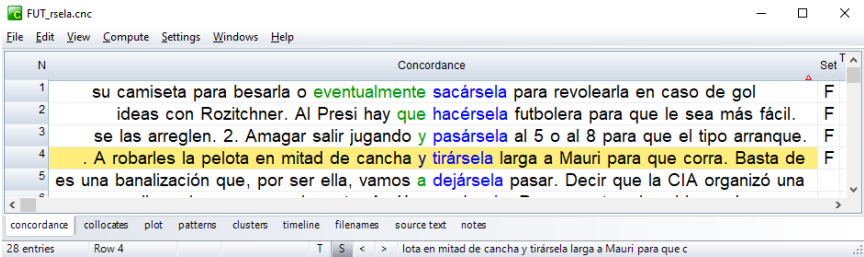 FUT_rsela.cnc
File Edit View Compute Settings Windows Help
N Concordance Set T
1 su camiseta para besarla o eventualmente sacársela para revolearla en caso de gol F
2 ideas con Rozitchner. Al Presi hay que hacérsela futbolera para que le sea más fácil. F
3 se las arreglen. 2. Amagar salir jugando y pasársela al 5 o al 8 para que el tipo arranque. F
4 . A robarles la pelota en mitad de cancha y tirársela larga a Mauri para que corra. Basta de F
5 es una banalización que, por ser ella, vamos a dejársela pasar. Decir que la CIA organizó una
concordance collocates plot patterns clusters timeline filenames source text notes
28 entries Row 4 T S < > lota en mitad de cancha y tirársela larga a Mauri para que c